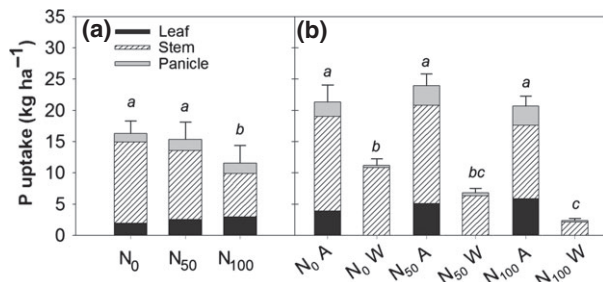 P uptake (kg ha⁻¹)
35
30
25
20
15
10
5
0
(a)
Leaf
Stem
Panicle
a
a
b
N₀
N₅₀
N₁₀₀
(b)
a
b
a
bc
a
c
N₀ A
N₀ W
N₅₀ A
N₅₀ W
N₁₀₀ A
N₁₀₀ W